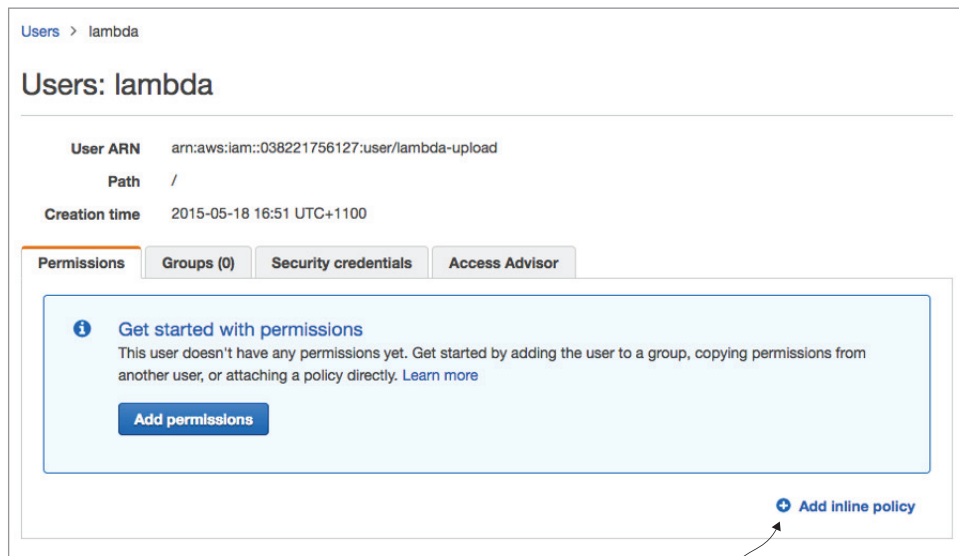 Users > lambda
Users: lambda
User ARN arn:aws:iam::038221756127:user/lambda-upload
Path /
Creation time 2015-05-18 16:51 UTC+1100
Permissions Groups (0) Security credentials Access Advisor
Get started with permissions
This user doesn't have any permissions yet. Get started by adding the user to a group, copying permissions from
another user, or attaching a policy directly. Learn more
Add permissions
Add inline policy